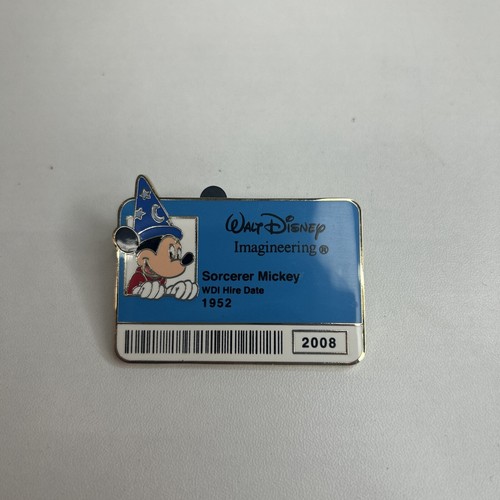 Walt Disney
Imagineering®
Sorcerer Mickey
WDI Hire Date
1952
2008